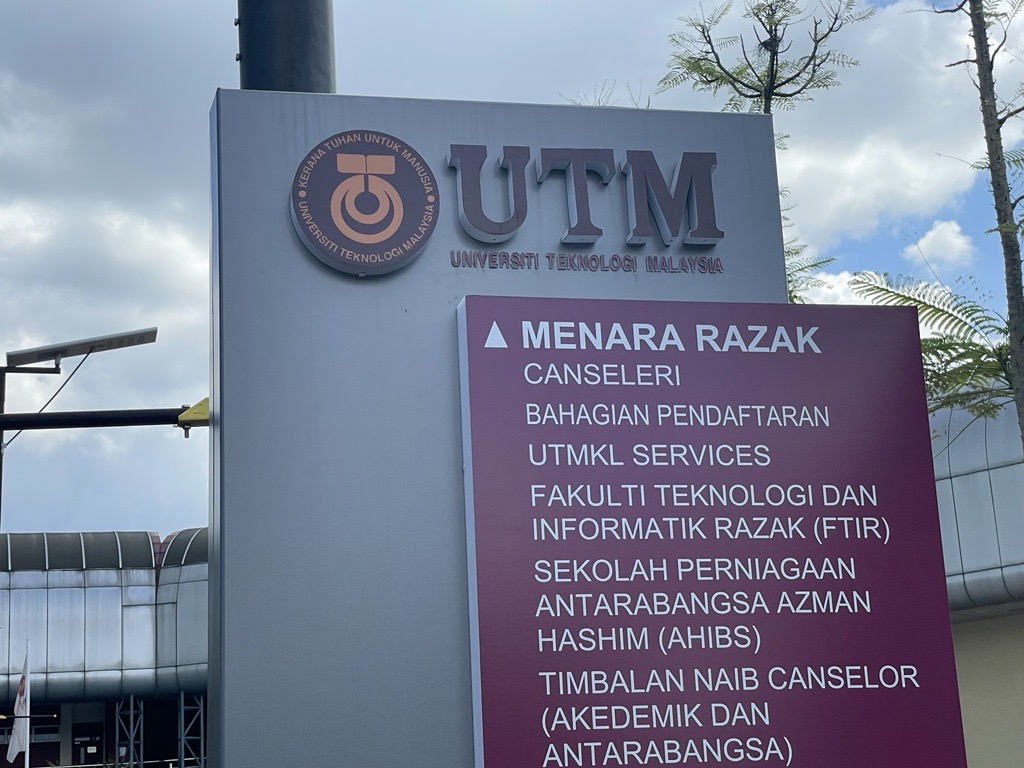 KERANA TUHAN UNTUK MANUSIA
UNIVERSITI TEKNOLOGI MALAYSIA
UTM
UNIVERSITI TEKNOLOGI MALAYSIA
MENARA RAZAK
CANSELERI
BAHAGIAN PENDAFTARAN
UTMKL SERVICES
FAKULTI TEKNOLOGI DAN
INFORMATIK RAZAK (FTIR)
SEKOLAH PERNIAGAAN
ANTARABANGSA AZMAN
HASHIM (AHIBS)
TIMBALAN NAIB CANSELOR
(AKEDEMIK DAN
ANTARABANGSA)